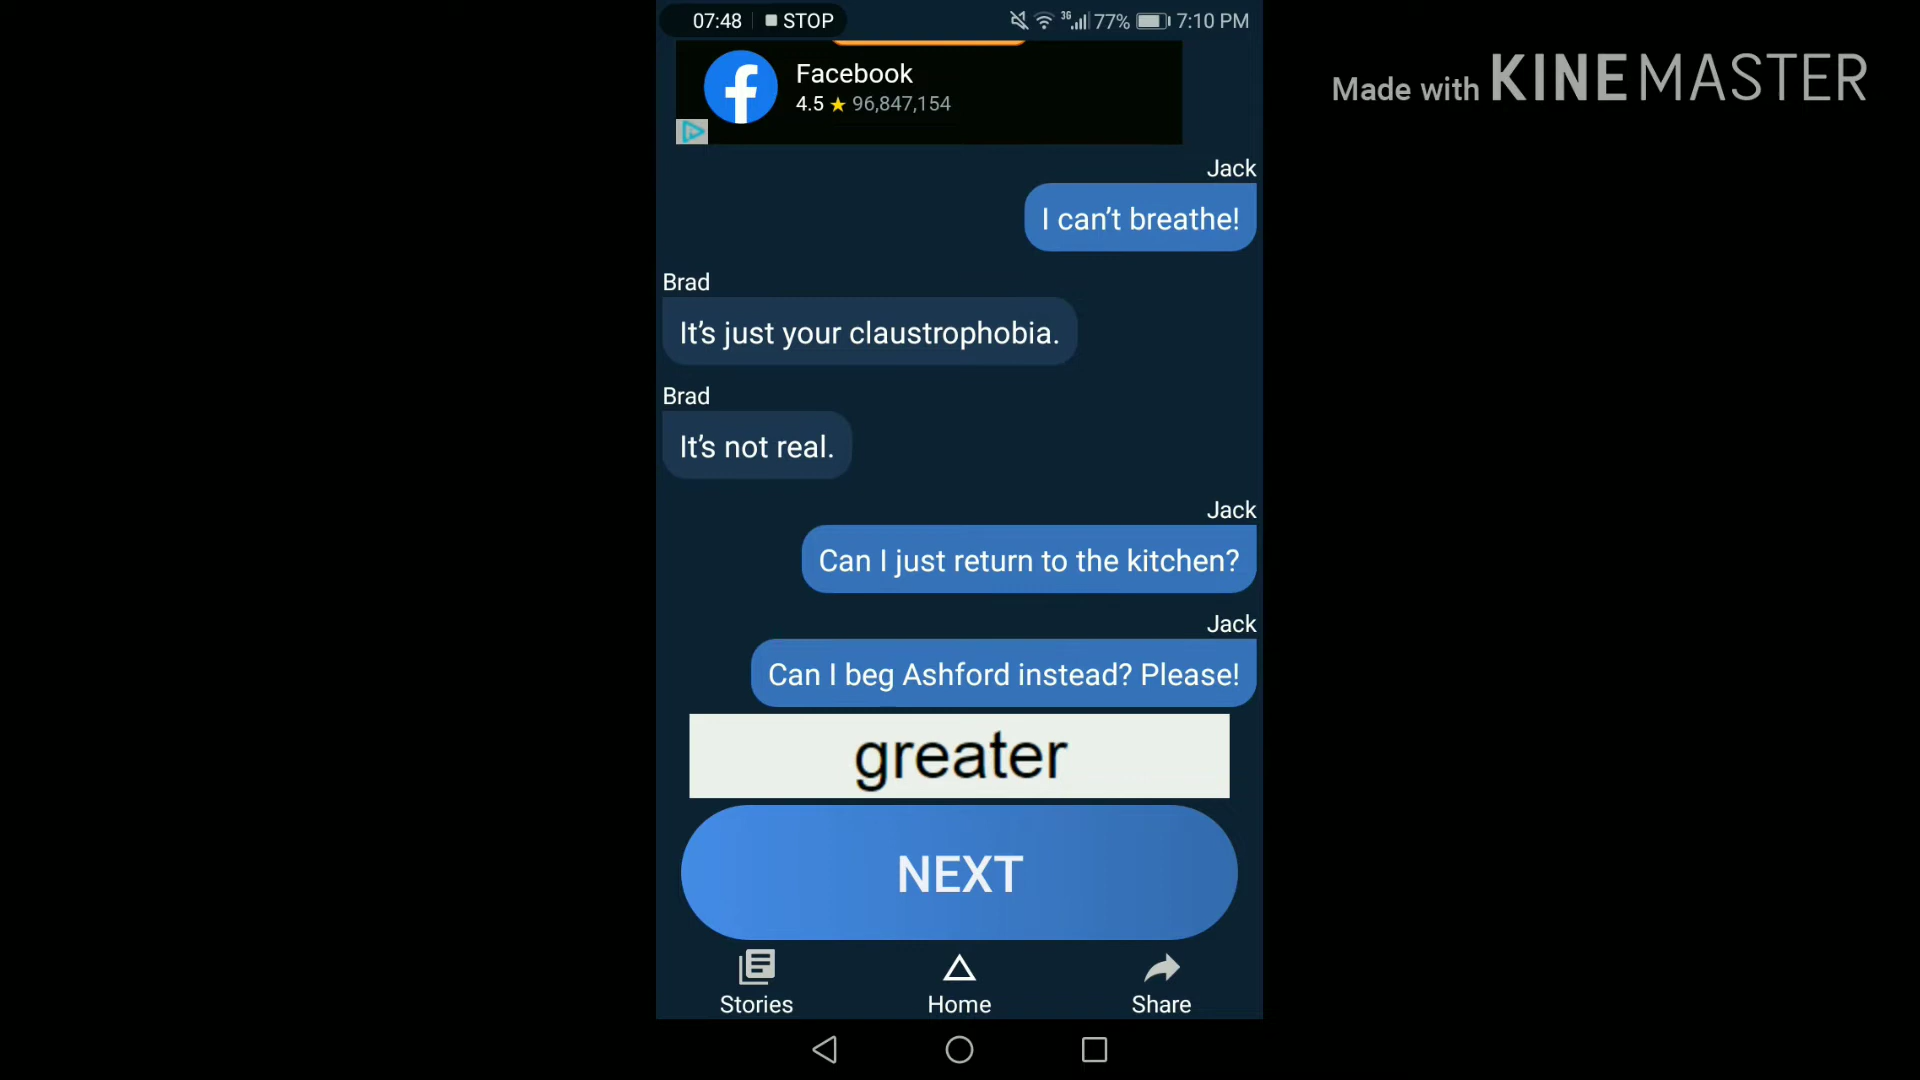 07:48 STOP 3G 77% 7:10 PM
Made with KINEMASTER
Facebook
4.5 ★ 96,847,154
Jack
I can't breathe!
Brad
It's just your claustrophobia.
Brad
It's not real.
Jack
Can I just return to the kitchen?
Jack
Can I beg Ashford instead? Please!
greater
NEXT
Stories Home Share